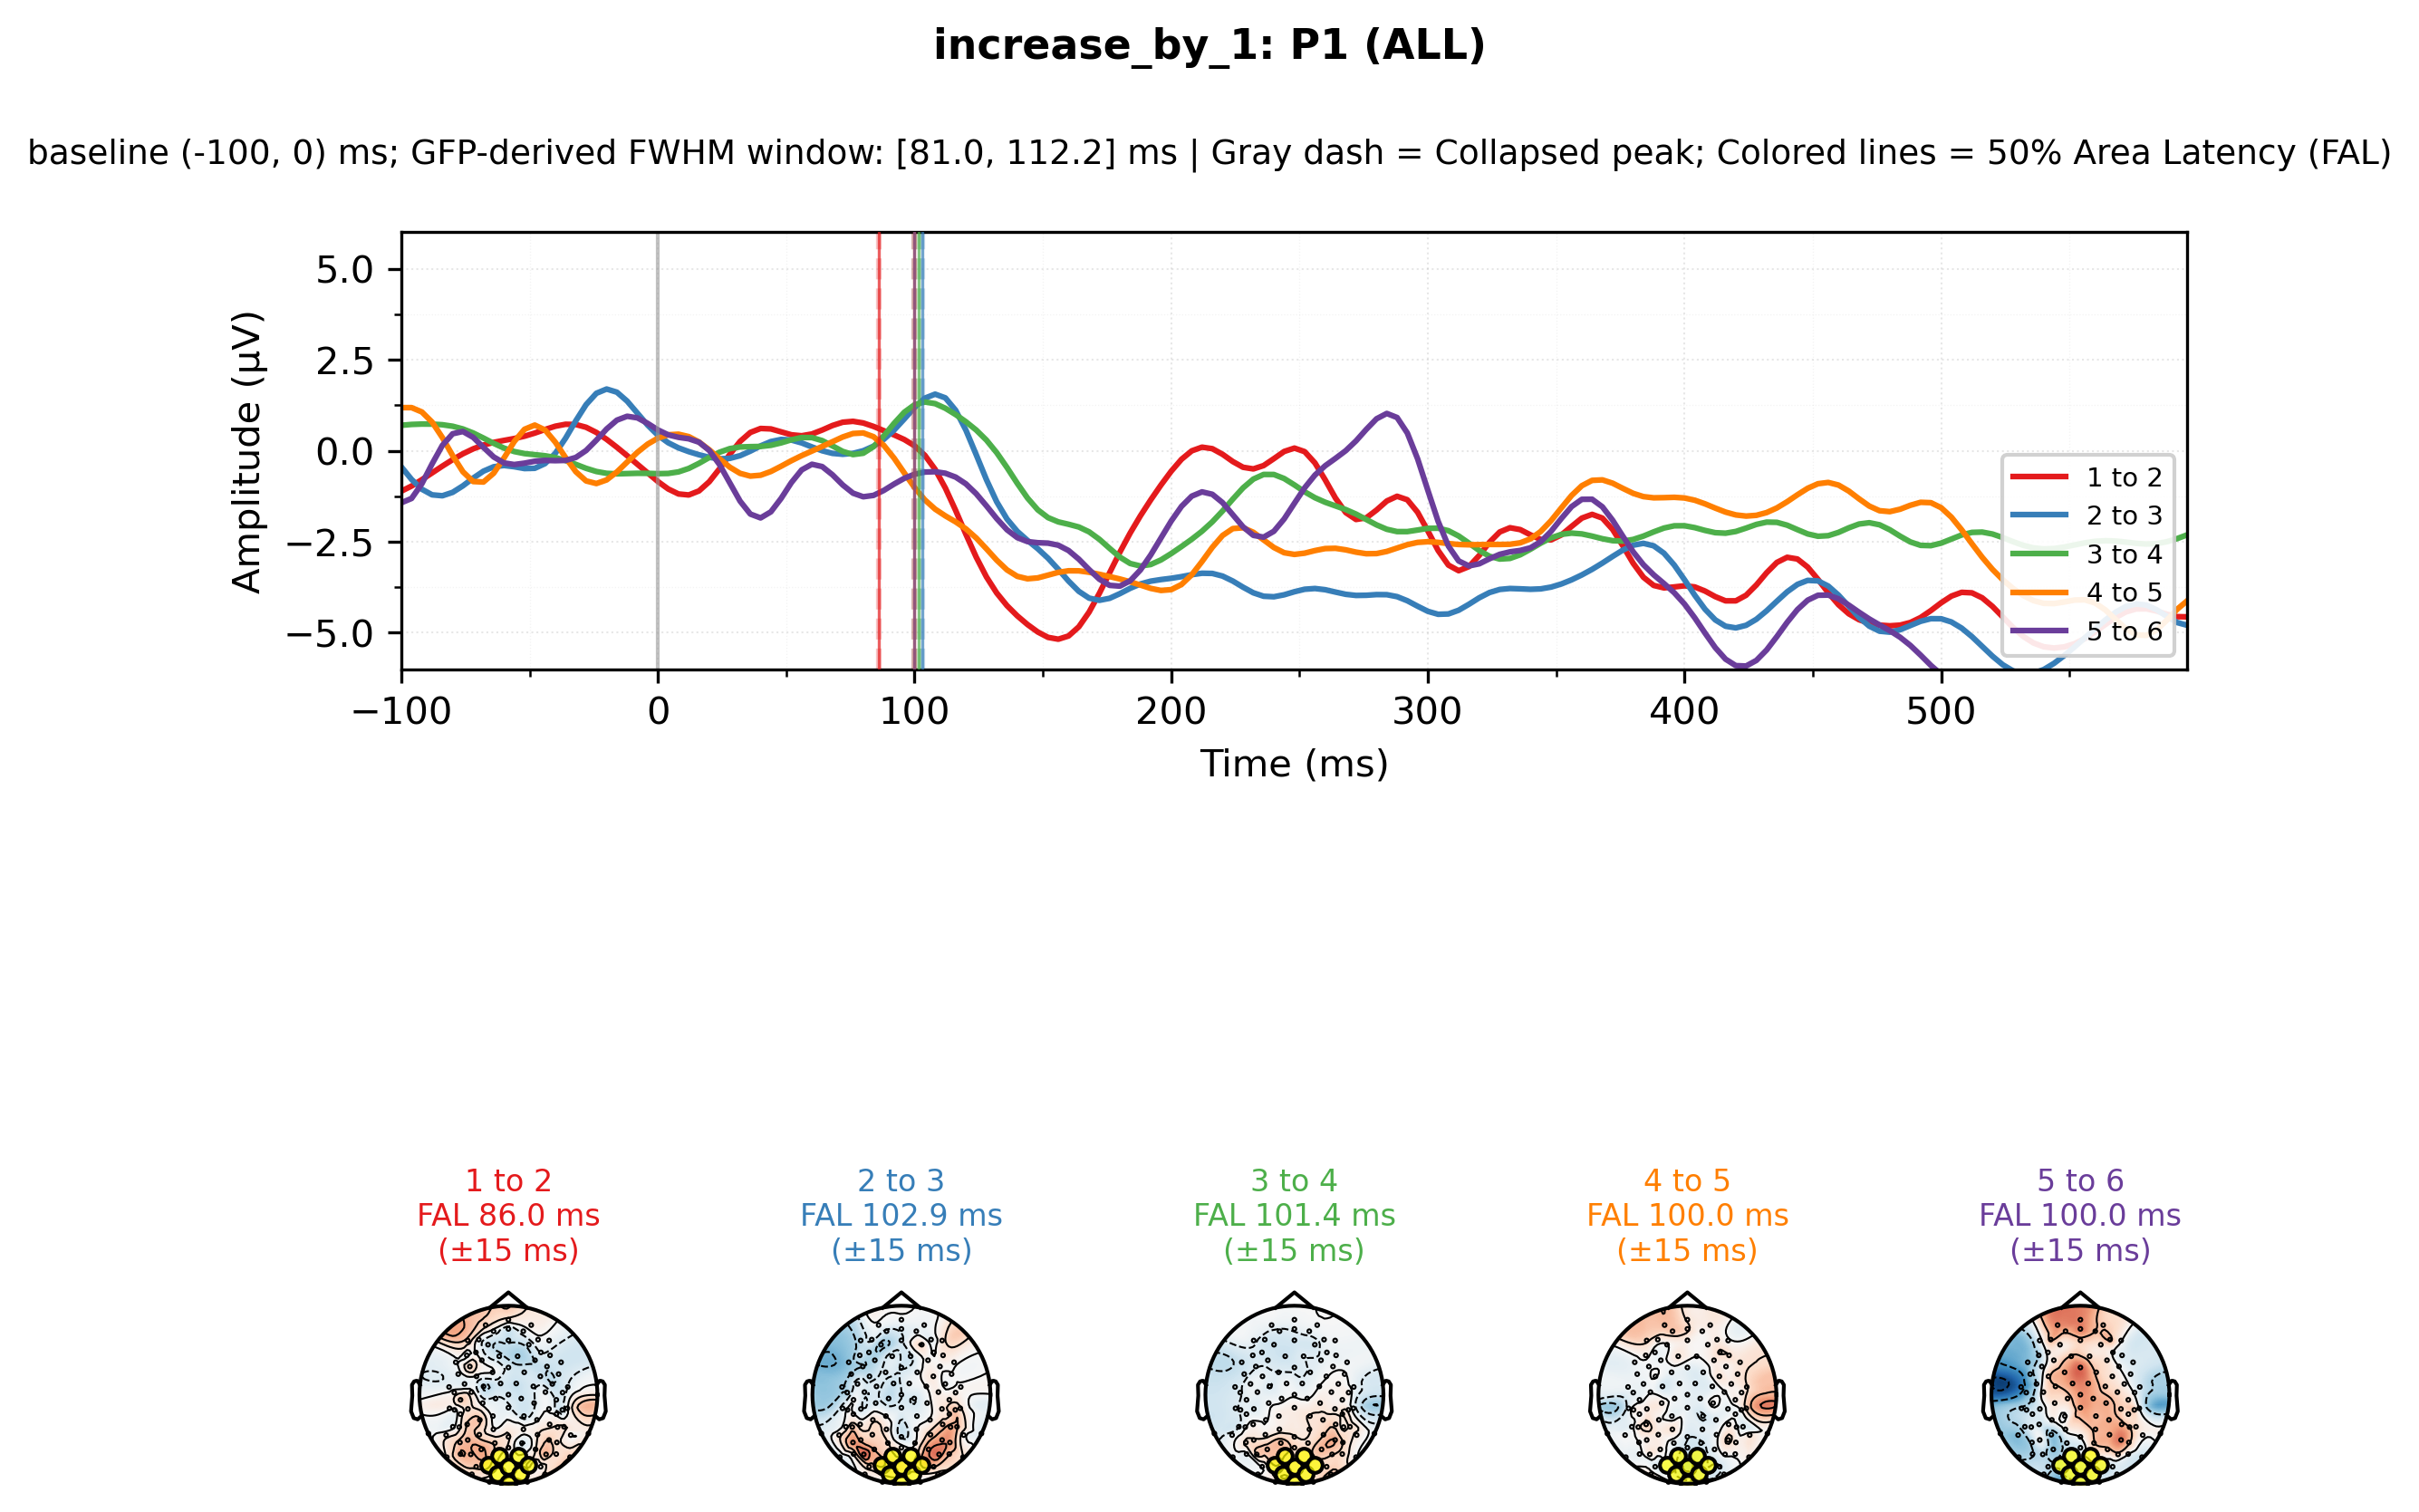 increase_by_1: P1 (ALL)
baseline (-100, 0) ms; GFP-derived FWHM window: [81.0, 112.2] ms | Gray dash = Collapsed peak; Colored lines = 50% Area Latency (FAL)
Amplitude (µV)
5.0
2.5
0.0
−2.5
−5.0
1 to 2
2 to 3
3 to 4
4 to 5
5 to 6
−100 0 100 200 300 400 500
Time (ms)
1 to 2
FAL 86.0 ms
(±15 ms)
2 to 3
FAL 102.9 ms
(±15 ms)
3 to 4
FAL 101.4 ms
(±15 ms)
4 to 5
FAL 100.0 ms
(±15 ms)
5 to 6
FAL 100.0 ms
(±15 ms)